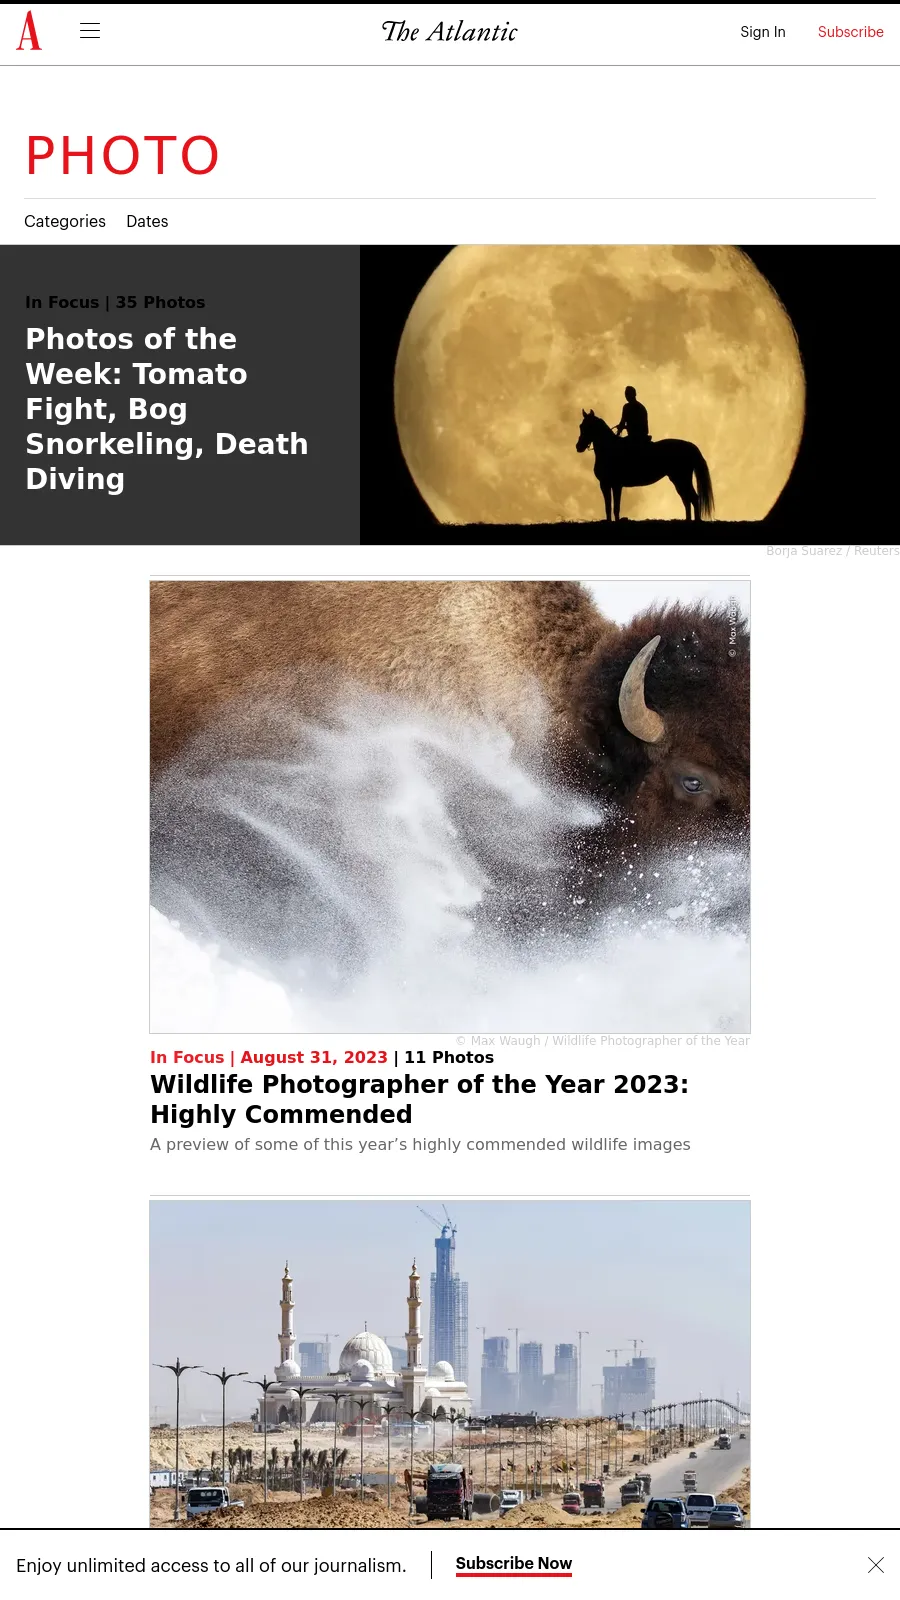 A
The Atlantic
Sign In
Subscribe
PHOTO
Categories
Dates
In Focus | 35 Photos
Photos of the
Week: Tomato
Fight, Bog
Snorkeling, Death
Diving
Borja Suarez / Reuters
© Max Waugh
© Max Waugh / Wildlife Photographer of the Year
In Focus | August 31, 2023 | 11 Photos
Wildlife Photographer of the Year 2023:
Highly Commended
A preview of some of this year’s highly commended wildlife images
Enjoy unlimited access to all of our journalism.
Subscribe Now